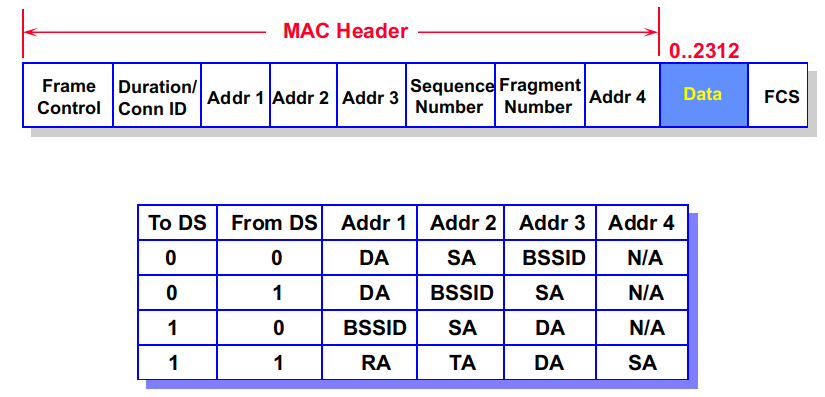 MAC Header
0..2312
Frame Control Duration/ Conn ID Addr 1 Addr 2 Addr 3 Sequence Number Fragment Number Addr 4 Data FCS
To DS From DS Addr 1 Addr 2 Addr 3 Addr 4
0 0 DA SA BSSID N/A
0 1 DA BSSID SA N/A
1 0 BSSID SA DA N/A
1 1 RA TA DA SA